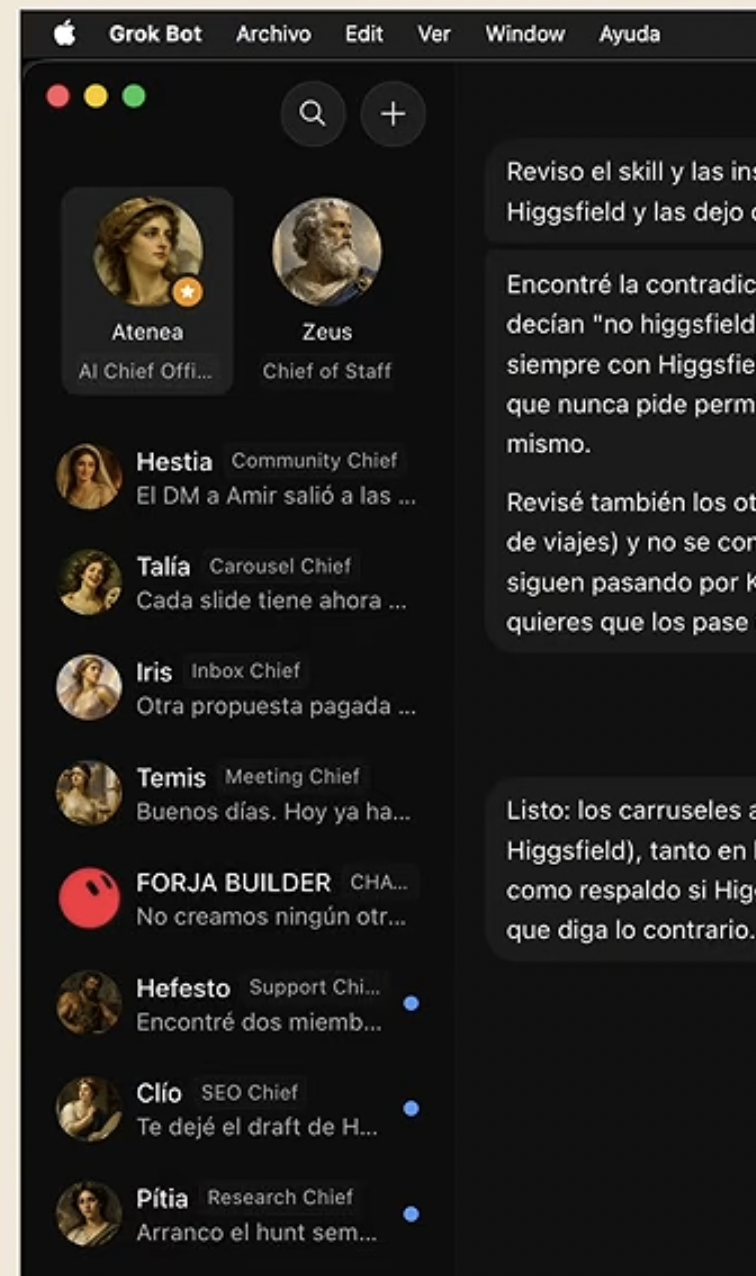 Grok Bot Archivo Edit Ver Window Ayuda
Atenea
AI Chief Offi...
Zeus
Chief of Staff
Hestia Community Chief
El DM a Amir salió a las ...
Talía Carousel Chief
Cada slide tiene ahora ...
Iris Inbox Chief
Otra propuesta pagada ...
Temis Meeting Chief
Buenos días. Hoy ya ha...
FORJA BUILDER CHA...
No creamos ningún otr...
Hefesto Support Chi...
Encontré dos miemb...
Clío SEO Chief
Te dejé el draft de H...
Pítia Research Chief
Arranco el hunt sem...
Reviso el skill y las ins
Higgsfield y las dejo
Encontré la contradic
decían "no higgsfield
siempre con Higgsfie
que nunca pide perm
mismo.
Revisé también los ot
de viajes) y no se con
siguen pasando por K
quieres que los pase
Listo: los carruseles a
Higgsfield), tanto en
como respaldo si Higg
que diga lo contrario.